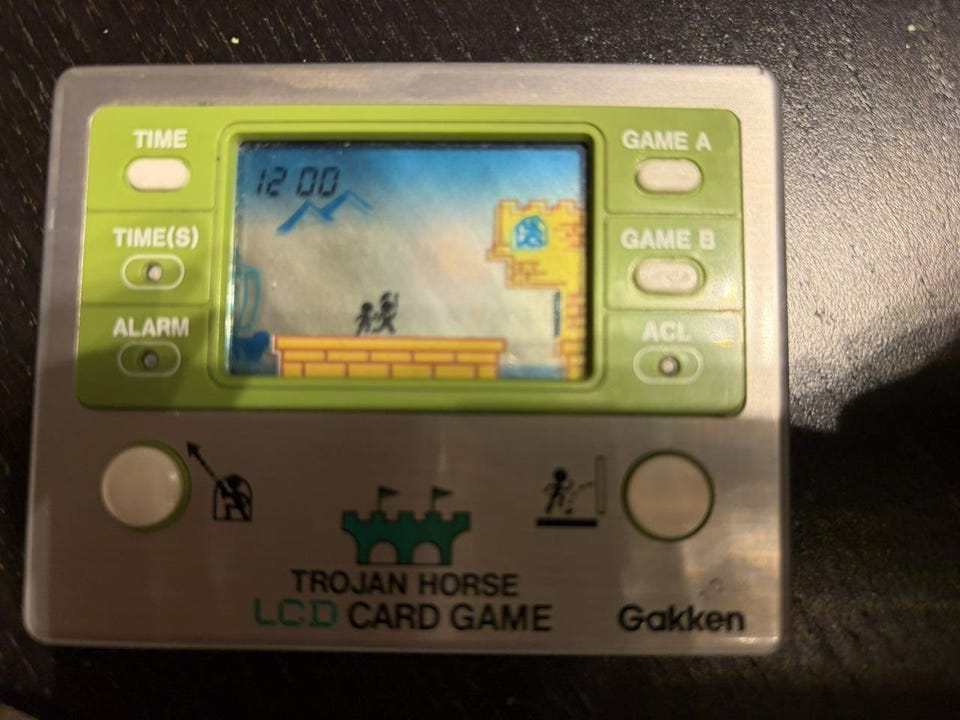 TIME
TIME(S)
ALARM
12 00
GAME A
GAME B
ACL
TROJAN HORSE
LCD CARD GAME
Gakken